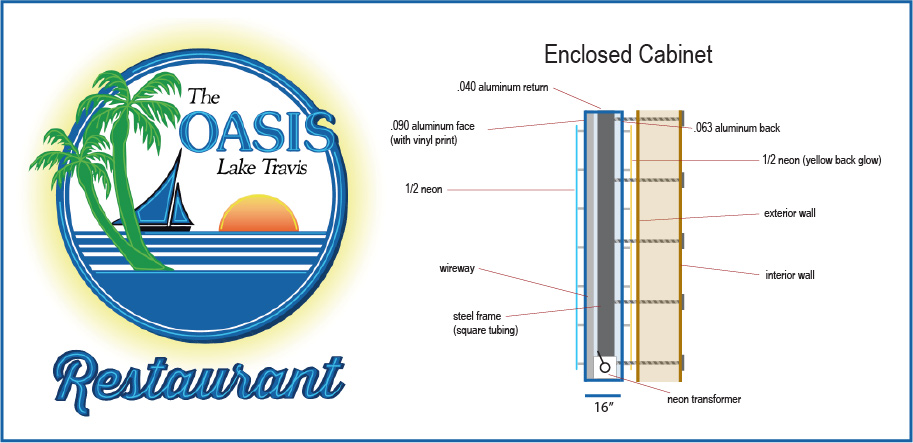 The
OASIS
Lake Travis
Restaurant
Enclosed Cabinet
.040 aluminum return
.090 aluminum face
(with vinyl print)
.063 aluminum back
1/2 neon (yellow back glow)
1/2 neon
exterior wall
wireway
interior wall
steel frame
(square tubing)
neon transformer
16”